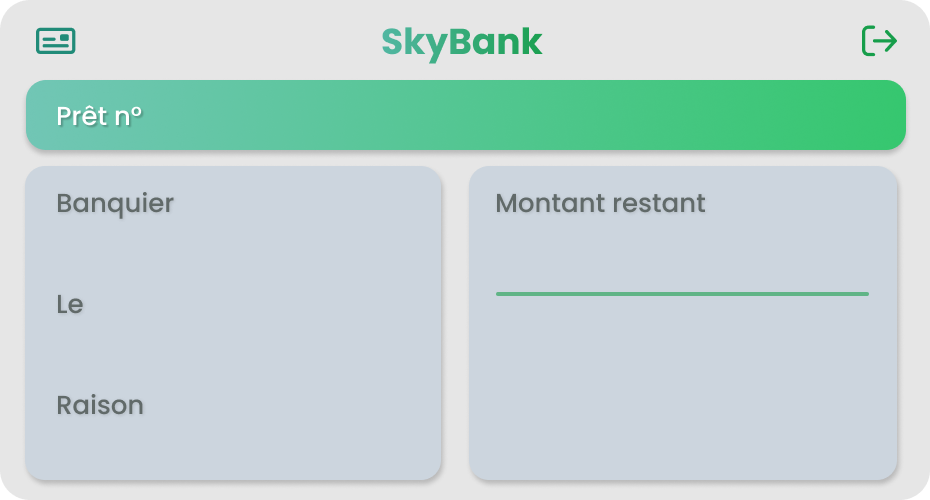 SkyBank
Prêt n°
Banquier
Le
Raison
Montant restant